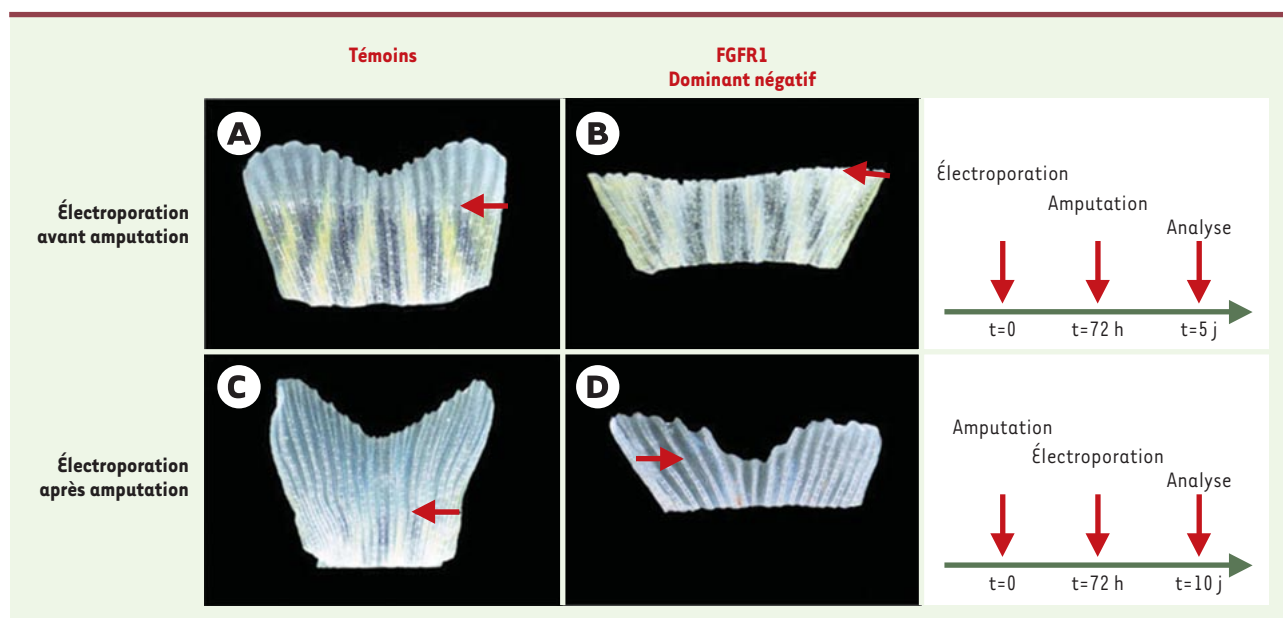 Témoins
FGFR1
Dominant négatif
A
B
Électroporation
avant amputation
Électroporation
Amputation
Analyse
t=0
t=72 h
t=5 j
C
D
Électroporation
après amputation
Amputation
Électroporation
Analyse
t=0
t=72 h
t=10 j